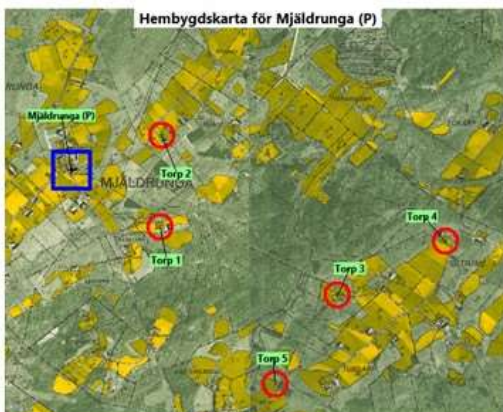 Hembygdskarta för Mjäldrunga (P)
Mjäldrunga (P)
Torp 2
MJÄLDRUNGA
Torp 4
Torp 1
Torp 3
Torp 5